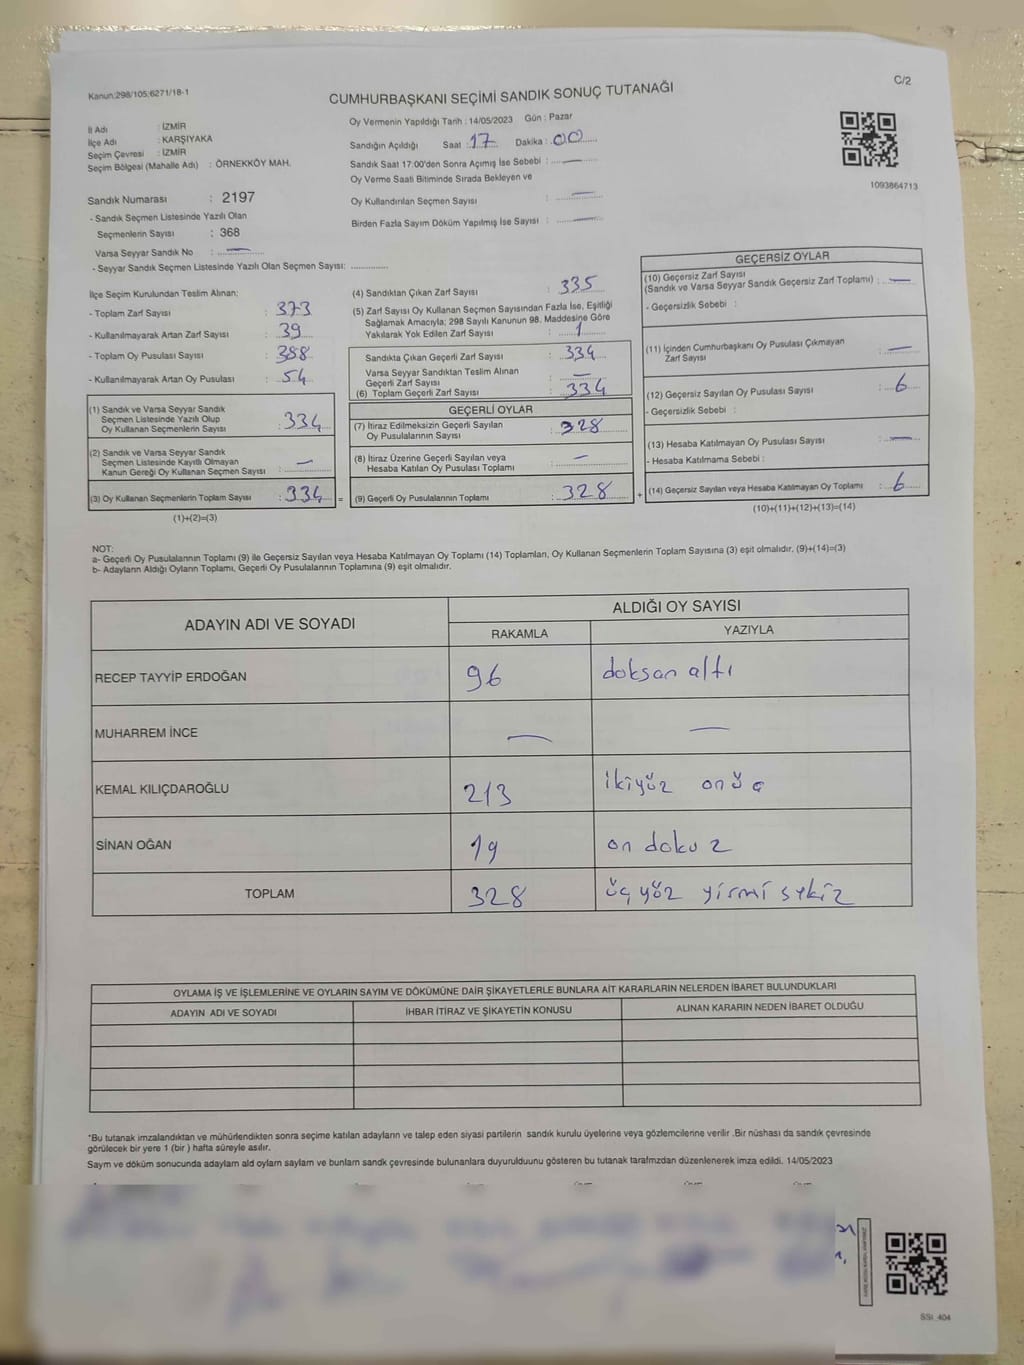 Kanun:298/105;6271/18-1
C/2
CUMHURBAŞKANI SEÇİMİ SANDIK SONUÇ TUTANAĞI
İl Adı : İZMİR
İlçe Adı : KARŞIYAKA
Seçim Çevresi : İZMİR
Seçim Bölgesi (Mahalle Adı) : ÖRNEKKÖY MAH.
Oy Vermenin Yapıldığı Tarih : 14/05/2023 Gün : Pazar
Sandığın Açıldığı Saat : 17 Dakika : 00
Sandık Saat 17:00'den Sonra Açımış İse Sebebi : —
Oy Verme Saati Bitiminde Sırada Bekleyen ve
Oy Kullandırılan Seçmen Sayısı : —
Birden Fazla Sayım Döküm Yapılmış İse Sayısı : —
1093864713
Sandık Numarası : 2197
- Sandık Seçmen Listesinde Yazılı Olan
Seçmenlerin Sayısı : 368
Varsa Seyyar Sandık No : —
- Seyyar Sandık Seçmen Listesinde Yazılı Olan Seçmen Sayısı: ..............
İlçe Seçim Kurulundan Teslim Alınan:
- Toplam Zarf Sayısı : 373
- Kullanılmayarak Artan Zarf Sayısı : 39
- Toplam Oy Pusulası Sayısı : 388
- Kullanılmayarak Artan Oy Pusulası : 54
(1) Sandık ve Varsa Seyyar Sandık
Seçmen Listesinde Yazılı Olup
Oy Kullanan Seçmenlerin Sayısı : 334
(2) Sandık ve Varsa Seyyar Sandık
Seçmen Listesinde Kayıtlı Olmayan
Kanun Gereği Oy Kullanan Seçmen Sayısı : —
(3) Oy Kullanan Seçmenlerin Toplam Sayısı : 334 =
(1)+(2)=(3)
(4) Sandıktan Çıkan Zarf Sayısı : 335
(5) Zarf Sayısı Oy Kullanan Seçmen Sayısından Fazla İse, Eşitliği
Sağlamak Amacıyla; 298 Sayılı Kanunun 98. Maddesine Göre
Yakılarak Yok Edilen Zarf Sayısı : 1
Sandıkta Çıkan Geçerli Zarf Sayısı : 334
Varsa Seyyar Sandıktan Teslim Alınan
Geçerli Zarf Sayısı : —
(6) Toplam Geçerli Zarf Sayısı : 334
GEÇERLİ OYLAR
(7) İtiraz Edilmeksizin Geçerli Sayılan
Oy Pusulalarının Sayısı : 328
(8) İtiraz Üzerine Geçerli Sayılan veya
Hesaba Katılan Oy Pusulası Toplamı : —
(9) Geçerli Oy Pusulalarının Toplamı : 328 +
GEÇERSİZ OYLAR
(10) Geçersiz Zarf Sayısı
(Sandık ve Varsa Seyyar Sandık Geçersiz Zarf Toplamı) : —
- Geçersizlik Sebebi :
(11) İçinden Cumhurbaşkanı Oy Pusulası Çıkmayan
Zarf Sayısı : —
(12) Geçersiz Sayılan Oy Pusulası Sayısı : 6
- Geçersizlik Sebebi :
(13) Hesaba Katılmayan Oy Pusulası Sayısı : —
- Hesaba Katılmama Sebebi :
(14) Geçersiz Sayılan veya Hesaba Katılmayan Oy Toplamı : 6
(10)+(11)+(12)+(13)=(14)
NOT:
a- Geçerli Oy Pusulalarının Toplamı (9) ile Geçersiz Sayılan veya Hesaba Katılmayan Oy Toplamı (14) Toplamları, Oy Kullanan Seçmenlerin Toplam Sayısına (3) eşit olmalıdır, (9)+(14)=(3)
b- Adayların Aldığı Oyların Toplamı, Geçerli Oy Pusulalarının Toplamına (9) eşit olmalıdır.
ADAYIN ADI VE SOYADI ALDIĞI OY SAYISI
RAKAMLA YAZIYLA
RECEP TAYYİP ERDOĞAN 96 doksan altı
MUHARREM İNCE — —
KEMAL KILIÇDAROĞLU 213 ikiyüz onüç
SİNAN OĞAN 19 on dokuz
TOPLAM 328 üçyüz yirmi sekiz
OYLAMA İŞ VE İŞLEMLERİNE VE OYLARIN SAYIM VE DÖKÜMÜNE DAİR ŞİKAYETLERLE BUNLARA AİT KARARLARIN NELERDEN İBARET BULUNDUKLARI
ADAYIN ADI VE SOYADI İHBAR İTİRAZ VE ŞİKAYETİN KONUSU ALINAN KARARIN NEDEN İBARET OLDUĞU
*Bu tutanak imzalandıktan ve mühürlendikten sonra seçime katılan adayların ve talep eden siyasi partilerin sandık kurulu üyelerine veya gözlemcilerine verilir .Bir nüshası da sandık çevresinde
görülecek bir yere 1 (bir ) hafta süreyle asılır.
Saym ve döküm sonucunda adaylarn ald oylarn saylarn ve bunlarn sandk çevresinde bulunanlara duyurulduunu gösteren bu tutanak tarafmzdan düzenlenerek imza edildi. 14/05/2023
SSt_404